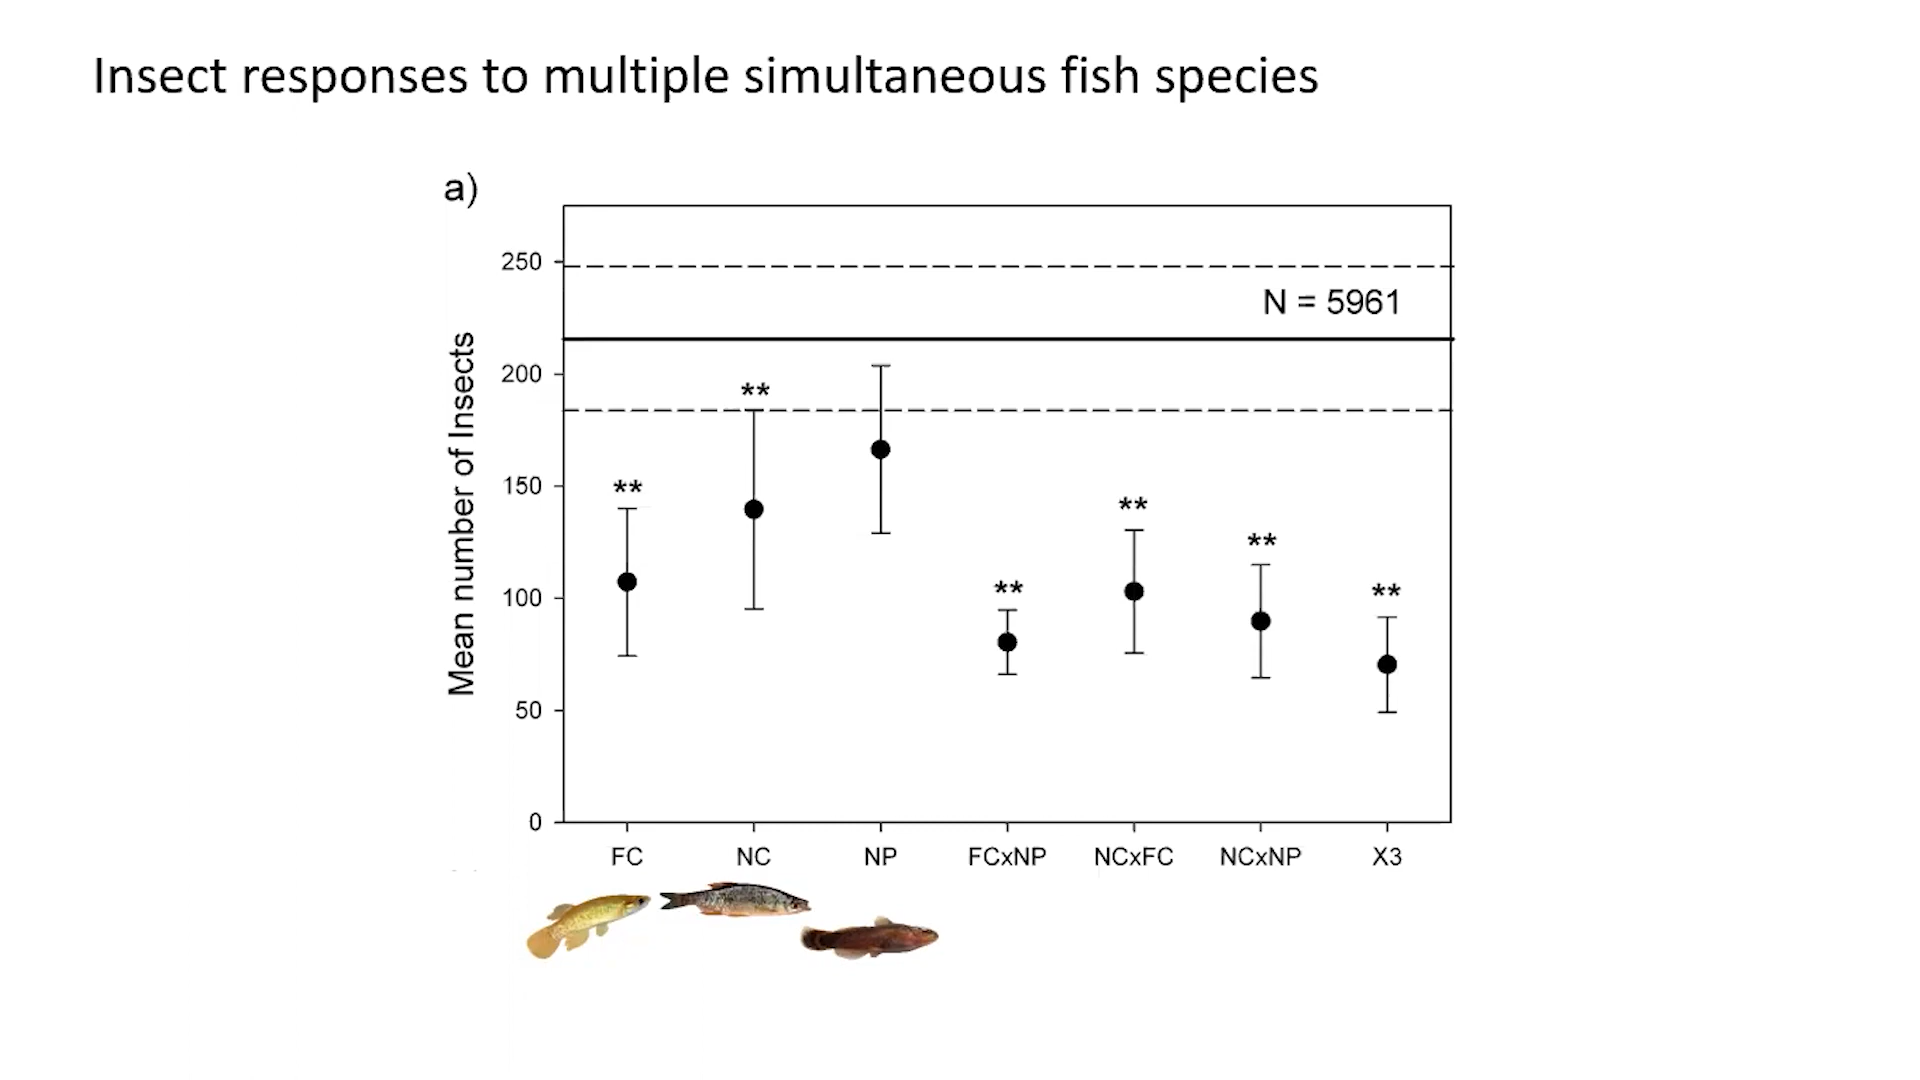 Insect responses to multiple simultaneous fish species
a)
250
N = 5961
200
**
150
**
**
**
100
**
**
50
0
Mean number of Insects
FC NC NP FCxNP NCxFC NCxNP X3